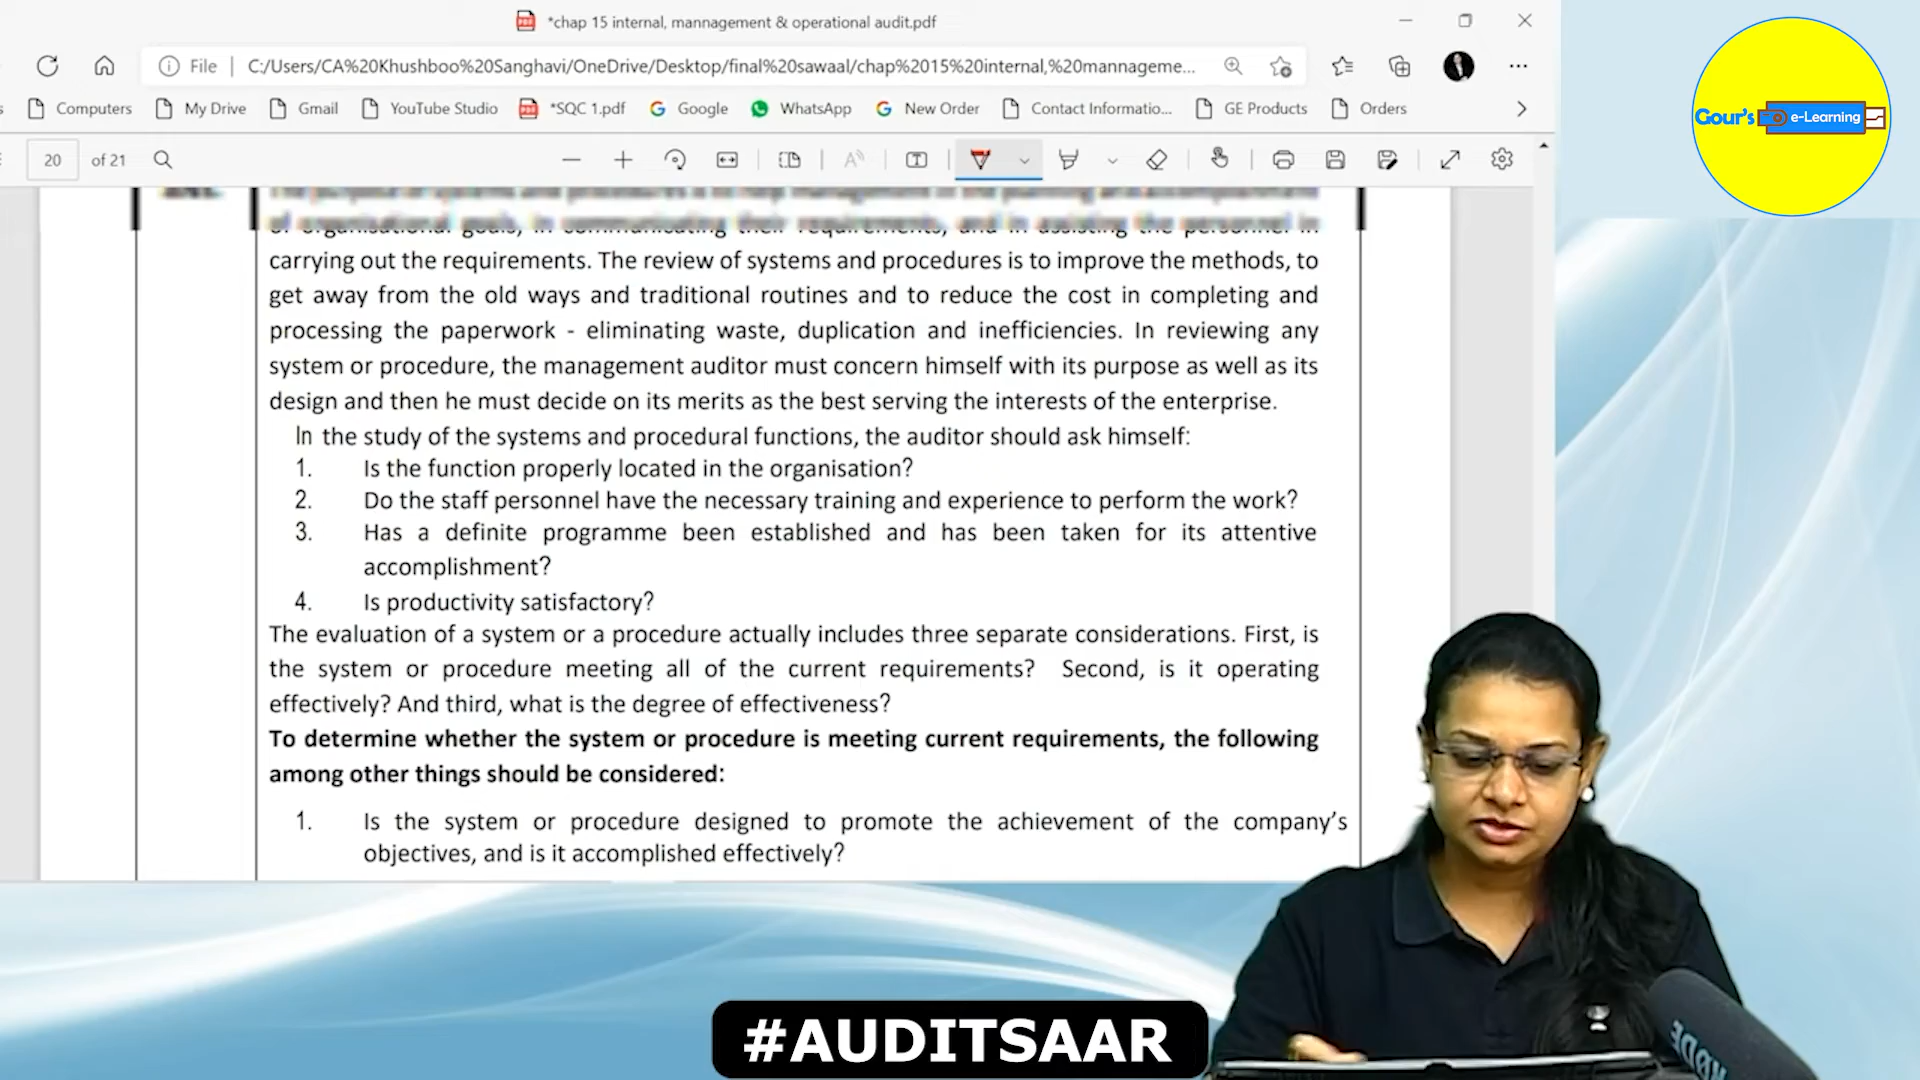 *chap 15 internal, mannagement & operational audit.pdf
File
C:/Users/CA%20Khushboo%20Sanghavi/OneDrive/Desktop/final%20sawaal/chap%2015%20internal,%20mannageme...
Computers
My Drive
Gmail
YouTube Studio
*SQC 1.pdf
Google
WhatsApp
New Order
Contact Informatio...
GE Products
Orders
20 of 21
Gour's e-Learning
of organisational goals, in communicating their requirements, and in assisting the personnel in
carrying out the requirements. The review of systems and procedures is to improve the methods, to
get away from the old ways and traditional routines and to reduce the cost in completing and
processing the paperwork - eliminating waste, duplication and inefficiencies. In reviewing any
system or procedure, the management auditor must concern himself with its purpose as well as its
design and then he must decide on its merits as the best serving the interests of the enterprise.
In the study of the systems and procedural functions, the auditor should ask himself:
1. Is the function properly located in the organisation?
2. Do the staff personnel have the necessary training and experience to perform the work?
3. Has a definite programme been established and has been taken for its attentive
accomplishment?
4. Is productivity satisfactory?
The evaluation of a system or a procedure actually includes three separate considerations. First, is
the system or procedure meeting all of the current requirements? Second, is it operating
effectively? And third, what is the degree of effectiveness?
To determine whether the system or procedure is meeting current requirements, the following
among other things should be considered:
1. Is the system or procedure designed to promote the achievement of the company's
objectives, and is it accomplished effectively?
#AUDITSAAR